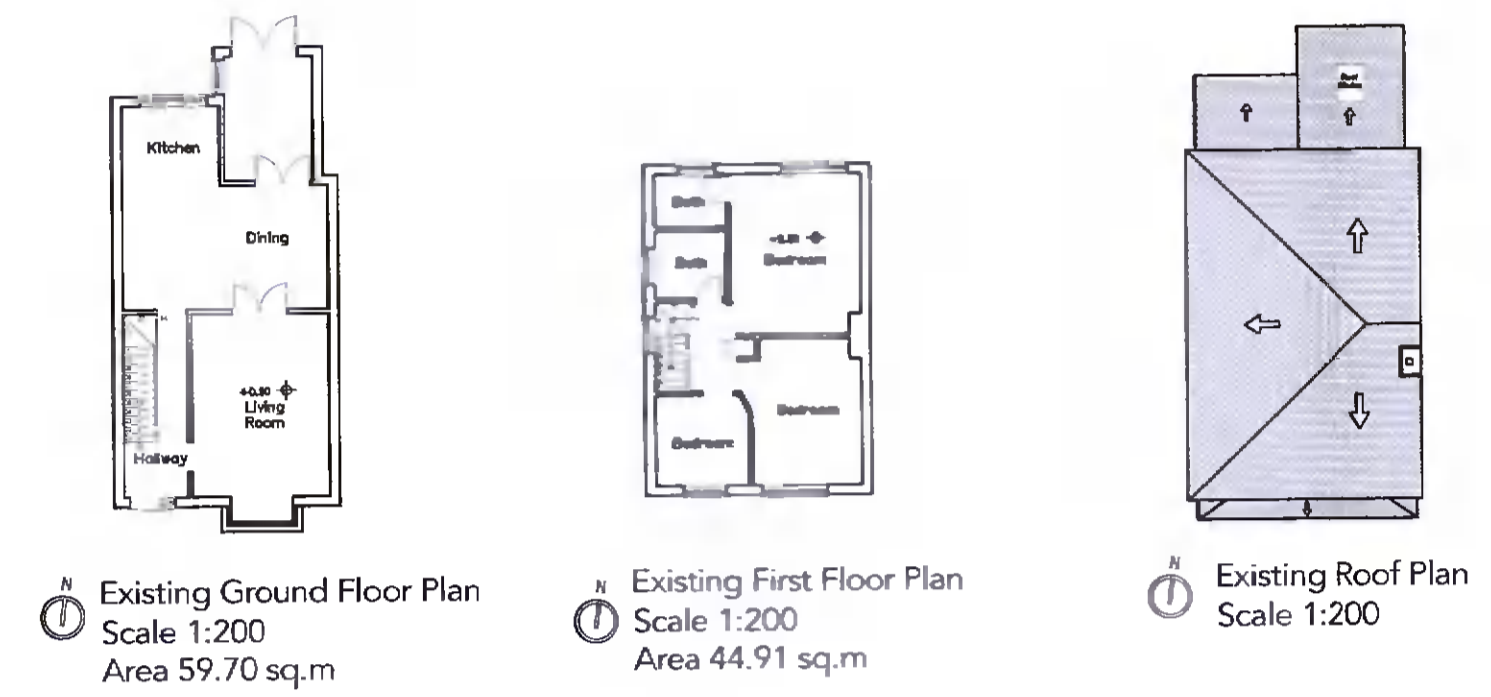 Kitchen
Dining
+0.80
Living
Room
Hallway
N
Existing Ground Floor Plan
Scale 1:200
Area 59.70 sq.m
Bath
Bath
Bedroom
Bedroom
Bedroom
N
Existing First Floor Plan
Scale 1:200
Area 44.91 sq.m
N
Existing Roof Plan
Scale 1:200